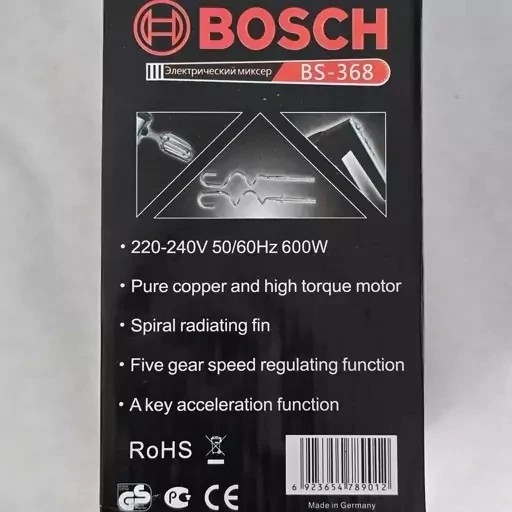 BOSCH
Электрический миксер BS-368
• 220-240V 50/60Hz 600W
• Pure copper and high torque motor
• Spiral radiating fin
• Five gear speed regulating function
• A key acceleration function
RoHS
6 923654 789012
Made in Germany